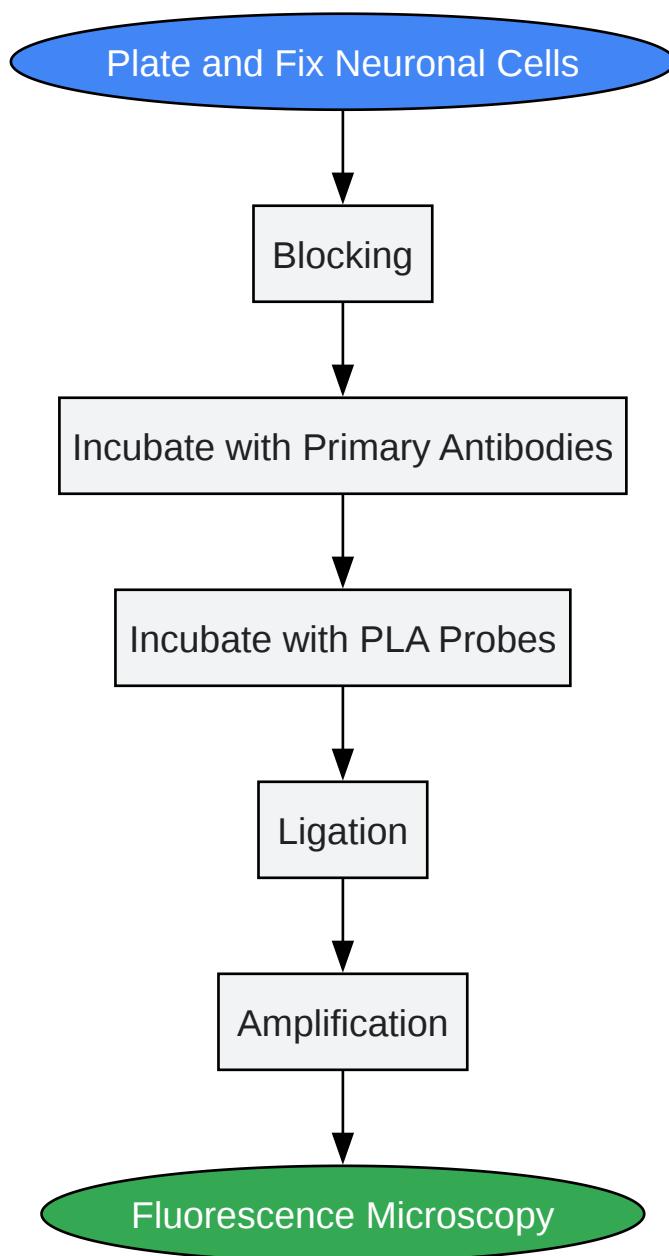 Plate and Fix Neuronal Cells
Blocking
Incubate with Primary Antibodies
Incubate with PLA Probes
Ligation
Amplification
Fluorescence Microscopy